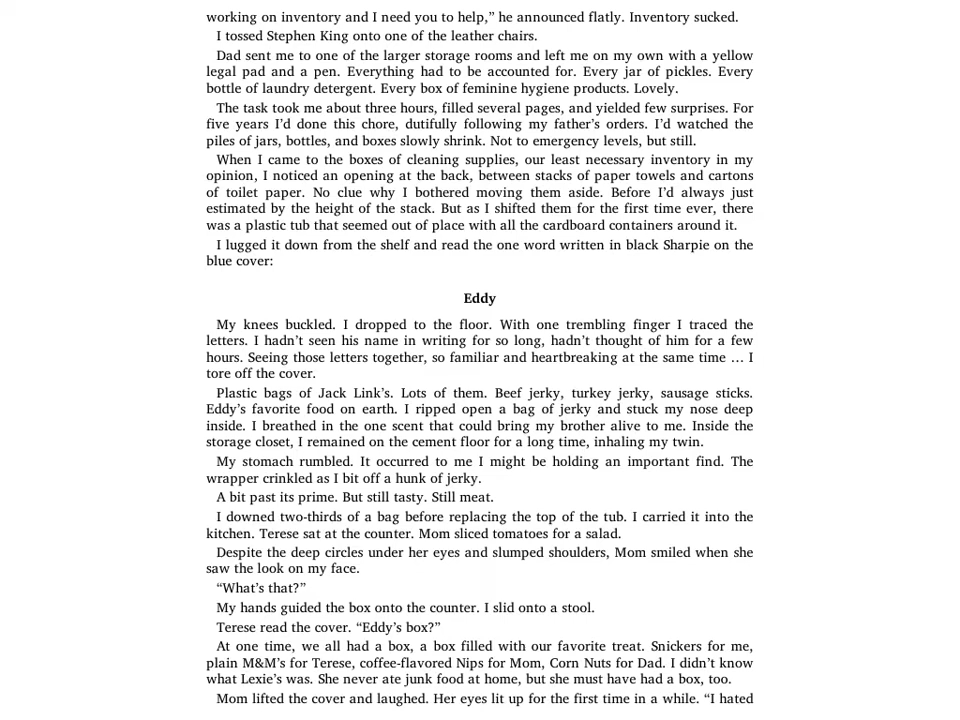 working on inventory and I need you to help,” he announced flatly. Inventory sucked.
I tossed Stephen King onto one of the leather chairs.
Dad sent me to one of the larger storage rooms and left me on my own with a yellow
legal pad and a pen. Everything had to be accounted for. Every jar of pickles. Every
bottle of laundry detergent. Every box of feminine hygiene products. Lovely.
The task took me about three hours, filled several pages, and yielded few surprises. For
five years I’d done this chore, dutifully following my father’s orders. I’d watched the
piles of jars, bottles, and boxes slowly shrink. Not to emergency levels, but still.
When I came to the boxes of cleaning supplies, our least necessary inventory in my
opinion, I noticed an opening at the back, between stacks of paper towels and cartons
of toilet paper. No clue why I bothered moving them aside. Before I’d always just
estimated by the height of the stack. But as I shifted them for the first time ever, there
was a plastic tub that seemed out of place with all the cardboard containers around it.
I lugged it down from the shelf and read the one word written in black Sharpie on the
blue cover:
Eddy
My knees buckled. I dropped to the floor. With one trembling finger I traced the
letters. I hadn’t seen his name in writing for so long, hadn’t thought of him for a few
hours. Seeing those letters together, so familiar and heartbreaking at the same time … I
tore off the cover.
Plastic bags of Jack Link’s. Lots of them. Beef jerky, turkey jerky, sausage sticks.
Eddy’s favorite food on earth. I ripped open a bag of jerky and stuck my nose deep
inside. I breathed in the one scent that could bring my brother alive to me. Inside the
storage closet, I remained on the cement floor for a long time, inhaling my twin.
My stomach rumbled. It occurred to me I might be holding an important find. The
wrapper crinkled as I bit off a hunk of jerky.
A bit past its prime. But still tasty. Still meat.
I downed two-thirds of a bag before replacing the top of the tub. I carried it into the
kitchen. Terese sat at the counter. Mom sliced tomatoes for a salad.
Despite the deep circles under her eyes and slumped shoulders, Mom smiled when she
saw the look on my face.
“What’s that?”
My hands guided the box onto the counter. I slid onto a stool.
Terese read the cover. “Eddy’s box?”
At one time, we all had a box, a box filled with our favorite treat. Snickers for me,
plain M&M’s for Terese, coffee-flavored Nips for Mom, Corn Nuts for Dad. I didn’t know
what Lexie’s was. She never ate junk food at home, but she must have had a box, too.
Mom lifted the cover and laughed. Her eyes lit up for the first time in a while. “I hated